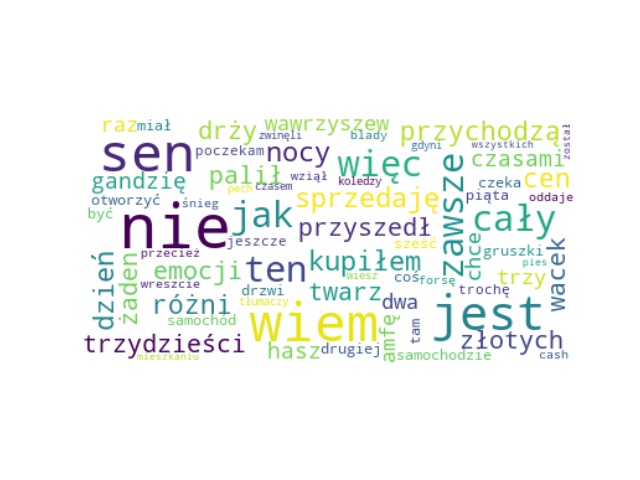 raz miał drży wawrzyszew przychodzą został
zwinęli blady gdyni wszystkich
sen poczekam nocy więc czasami
gandzię palił wziął koledzy czeka cen
pech czasem
otworzyć śnieg sprzedaję zawsze piąta oddaje
być nie jak przyszedł cały
jeszcze sześć chce gruszki
przecież ten kupiłem pies
dzień żaden emocji wiesz coś forsę trzy wacek
wreszcie drzwi twarz trochę
różni dwa
tłumaczy
samochód wiem amfę tam jest
trzydzieści hasz drugiej złotych
mieszkaniu samochodzie cash